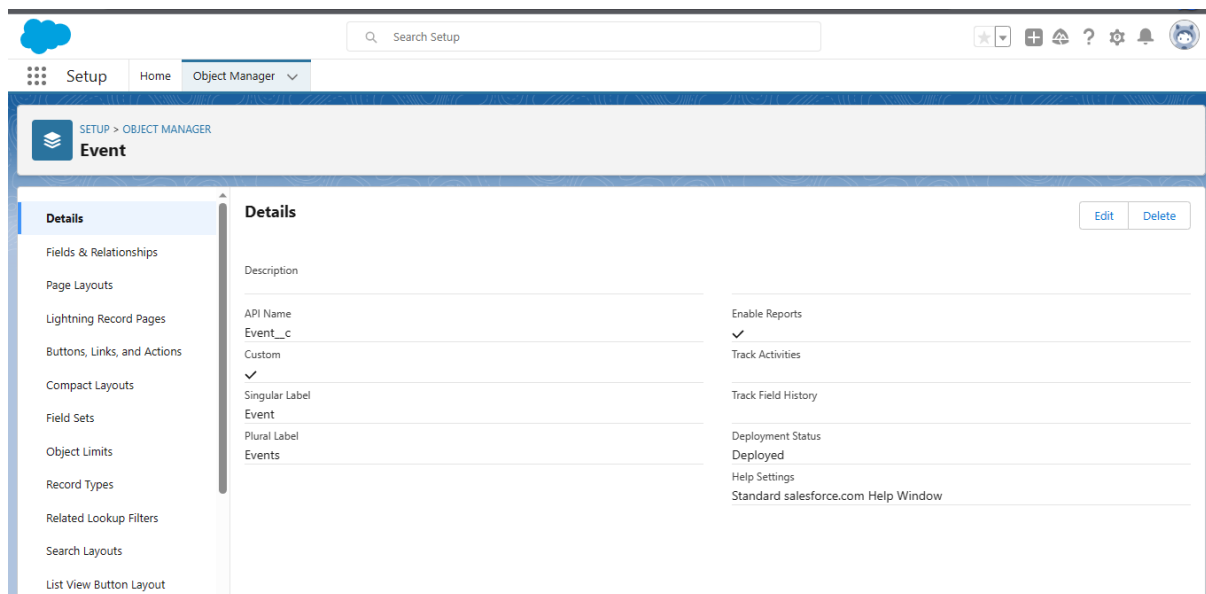 Search Setup
Setup
Home
Object Manager
SETUP > OBJECT MANAGER
Event
Details
Fields & Relationships
Page Layouts
Lightning Record Pages
Buttons, Links, and Actions
Compact Layouts
Field Sets
Object Limits
Record Types
Related Lookup Filters
Search Layouts
List View Button Layout
Details
Edit
Delete
Description
API Name
Event__c
Custom
Singular Label
Event
Plural Label
Events
Enable Reports
Track Activities
Track Field History
Deployment Status
Deployed
Help Settings
Standard salesforce.com Help Window